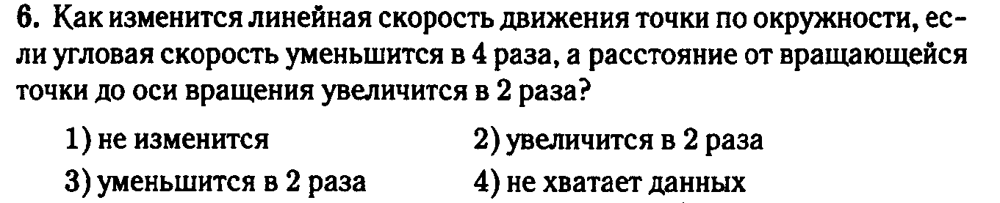 6. Как изменится линейная скорость движения точки по окружности, ес-
ли угловая скорость уменьшится в 4 раза, а расстояние от вращающейся
точки до оси вращения увеличится в 2 раза?
1) не изменится 2) увеличится в 2 раза
3) уменьшится в 2 раза 4) не хватает данных